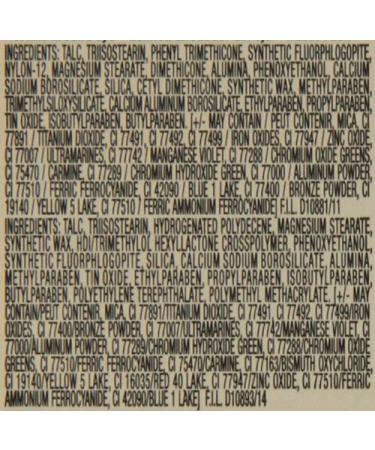 INGREDIENTS: TALC, TRIISOSTEARIN, PHENYL TRIMETHICONE, SYNTHETIC FLUORPHLOGOPITE,
NYLON-12, MAGNESIUM STEARATE, DIMETHICONE, ALUMINA, PHENOXYETHANOL, CALCIUM
SODIUM BOROSILICATE, SILICA, CETYL DIMETHICONE, SYNTHETIC WAX, METHYLPARABEN,
TRIMETHYLSILOXYSILICATE, CALCIUM ALUMINUM BOROSILICATE, ETHYLPARABEN, PROPYLPARABEN,
TIN OXIDE, ISOBUTYLPARABEN, BUTYLPARABEN, [+/- MAY CONTAIN / PEUT CONTENIR, MICA, CI
77891 / TITANIUM DIOXIDE, CI 77491, CI 77492, CI 77499 / IRON OXIDES, CI 77947 / ZINC OXIDE,
CI 77007 / ULTRAMARINES, CI 77742 / MANGANESE VIOLET, CI 77288 / CHROMIUM OXIDE GREENS,
CI 75470 / CARMINE, CI 77289 / CHROMIUM HYDROXIDE GREEN, CI 77000 / ALUMINUM POWDER,
CI 77510 / FERRIC FERROCYANIDE, CI 42090 / BLUE 1 LAKE, CI 77400 / BRONZE POWDER, CI
19140 / YELLOW 5 LAKE, CI 77510 / FERRIC AMMONIUM FERROCYANIDE] F.I.L. D10881/11
INGREDIENTS: TALC, TRIISOSTEARIN, HYDROGENATED POLYDECENE, MAGNESIUM STEARATE,
SYNTHETIC WAX, HDI/TRIMETHYLOL HEXYLLACTONE CROSSPOLYMER, PHENOXYETHANOL,
SYNTHETIC FLUORPHLOGOPITE, SILICA, CALCIUM SODIUM BOROSILICATE, ALUMINA,
METHYLPARABEN, TIN OXIDE, ETHYLPARABEN, PROPYLPARABEN, ISOBUTYLPARABEN,
BUTYLPARABEN, POLYETHYLENE TEREPHTHALATE, POLYMETHYL METHACRYLATE, [+/- MAY
CONTAIN/PEUT CONTENIR, MICA, CI 77891/TITANIUM DIOXIDE, CI 77491, CI 77492, CI 77499/IRON
OXIDES, CI 77400/BRONZE POWDER, CI 77007/ULTRAMARINES, CI 77742/MANGANESE VIOLET, CI
77000/ALUMINUM POWDER, CI 77289/CHROMIUM HYDROXIDE GREEN, CI 77288/CHROMIUM OXIDE
GREENS, CI 77510/FERRIC FERROCYANIDE, CI 75470/CARMINE, CI 77163/BISMUTH OXYCHLORIDE,
CI 19140/YELLOW 5 LAKE, CI 16035/RED 40 LAKE, CI 77947/ZINC OXIDE, CI 77510/FERRIC
AMMONIUM FERROCYANIDE, CI 42090/BLUE 1 LAKE] F.I.L. D10893/14